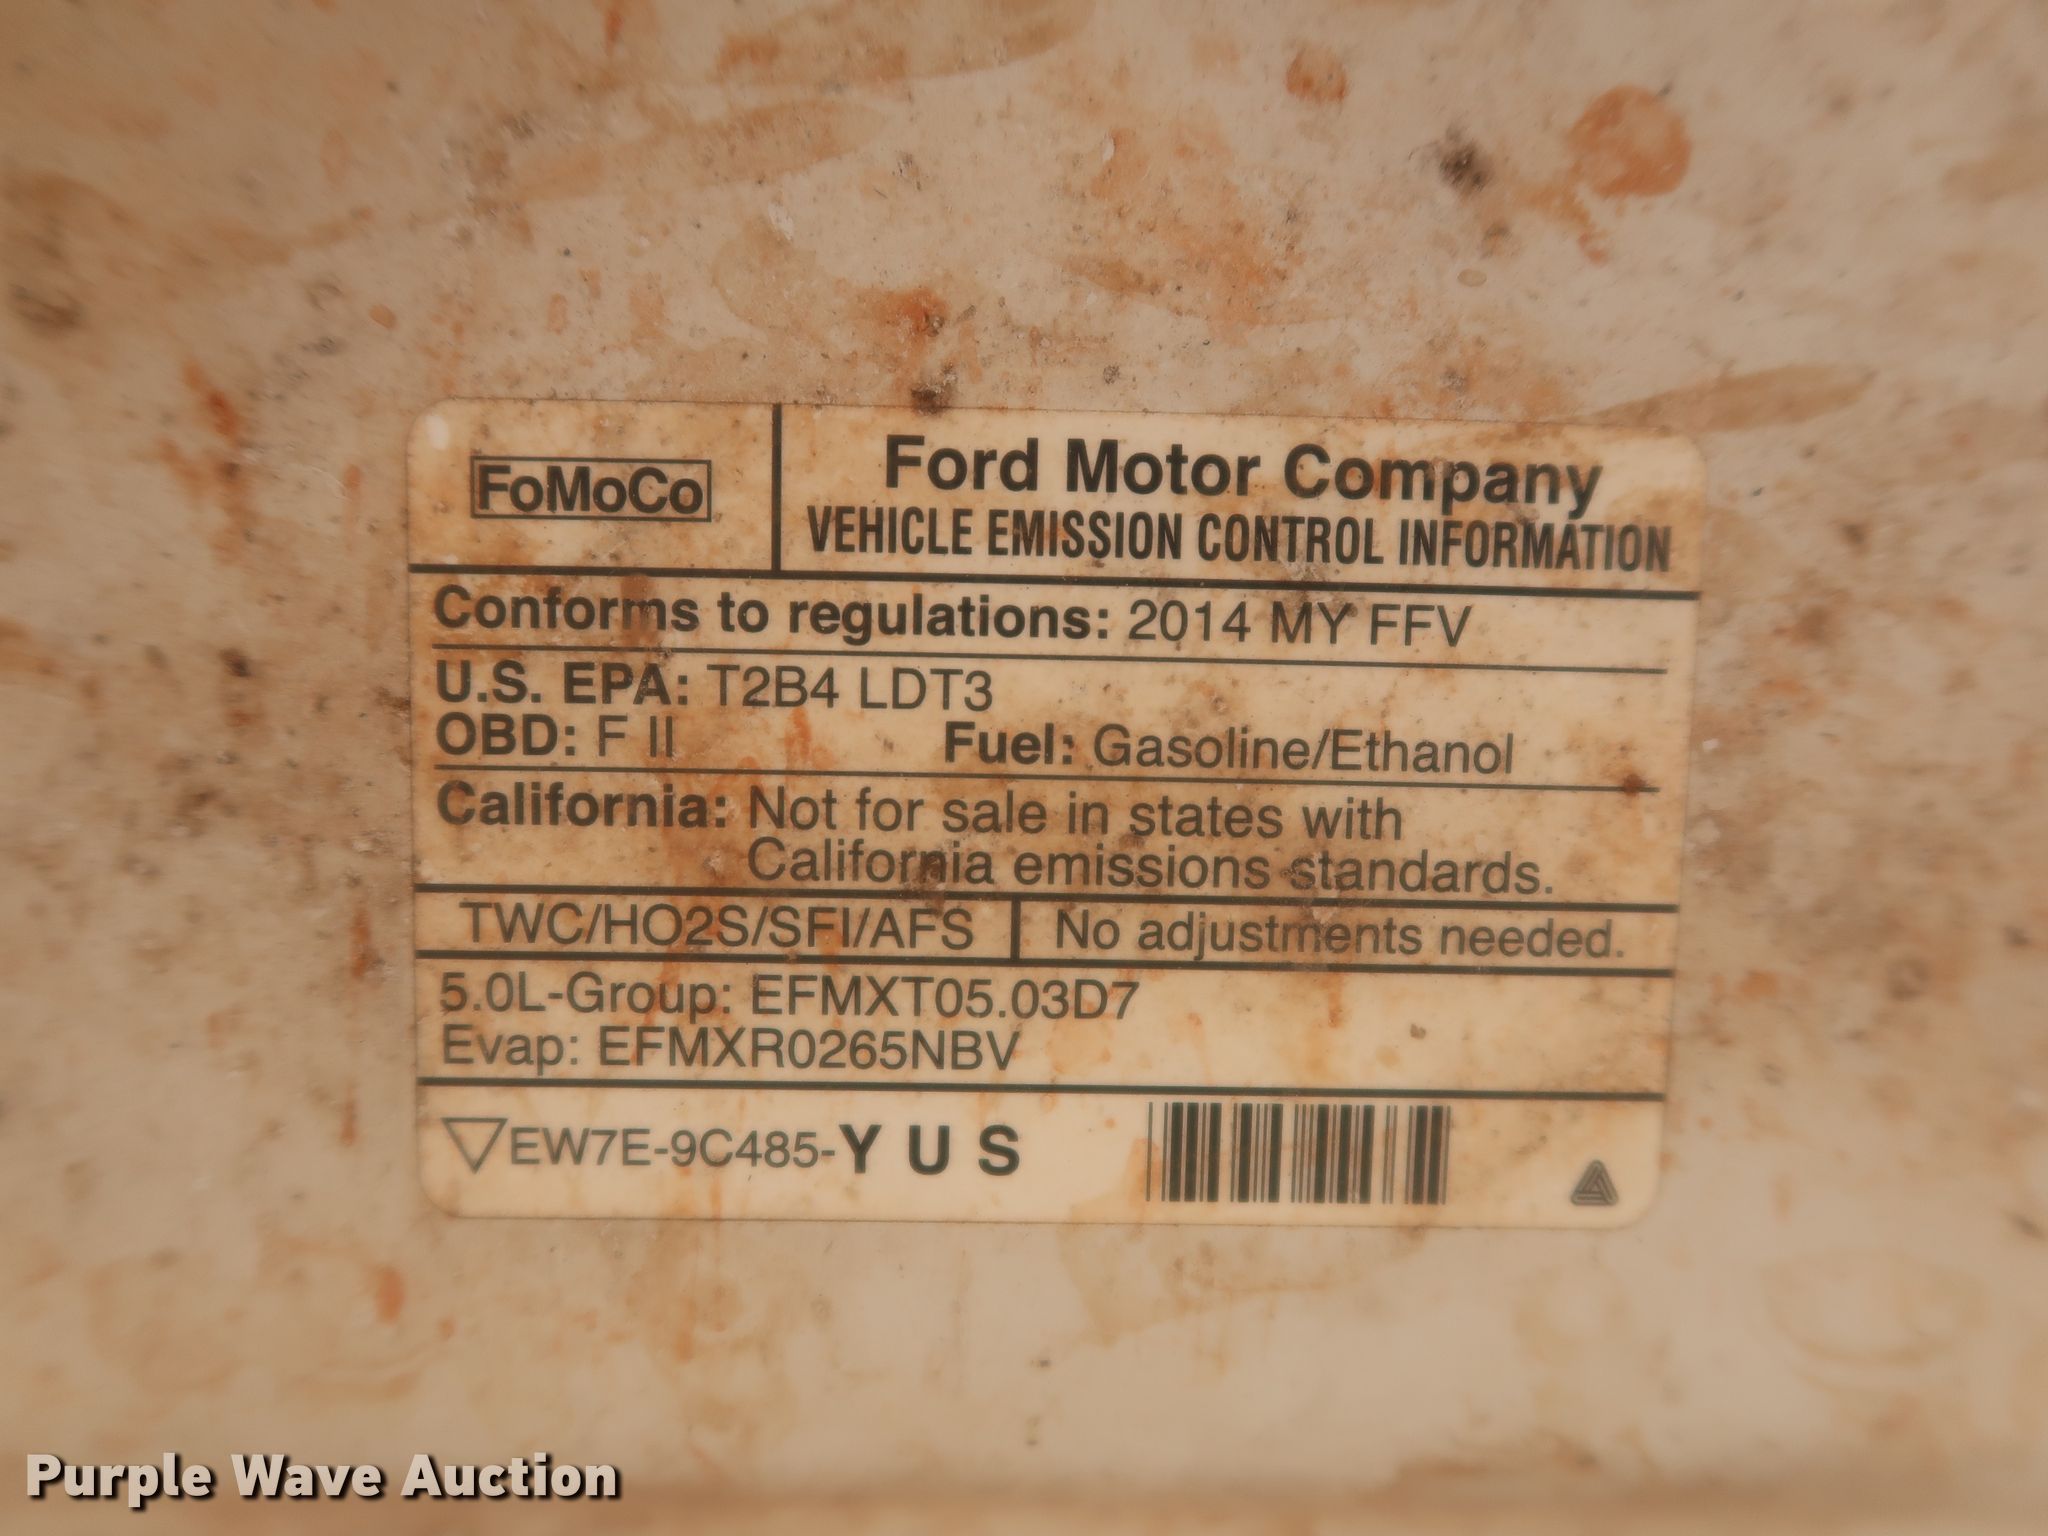 FoMoCo
Ford Motor Company
VEHICLE EMISSION CONTROL INFORMATION
Conforms to regulations: 2014 MY FFV
U.S. EPA: T2B4 LDT3
OBD: F II Fuel: Gasoline/Ethanol
California: Not for sale in states with
California emissions standards.
TWC/HO2S/SFI/AFS No adjustments needed.
5.0L-Group: EFMXT05.03D7
Evap: EFMXR0265NBV
EW7E-9C485-Y U S
Purple Wave Auction